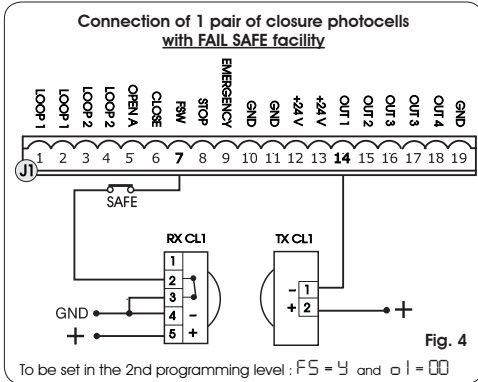 Connection of 1 pair of closure photocells
with FAIL SAFE facility
LOOP 1 LOOP 1 LOOP 2 LOOP 2 OPEN A CLOSE FSW STOP EMERGENCY GND GND +24 V +24 V OUT 1 OUT 2 OUT 3 OUT 3 OUT 4 GND
1 2 3 4 5 6 7 8 9 10 11 12 13 14 15 16 17 18 19
J1
SAFE
RX CL1 TX CL1
1
2
3
GND 4 -
+ 5 +
- 1
+ 2 +
Fig. 4
To be set in the 2nd programming level : FS = Y and o1 = 00